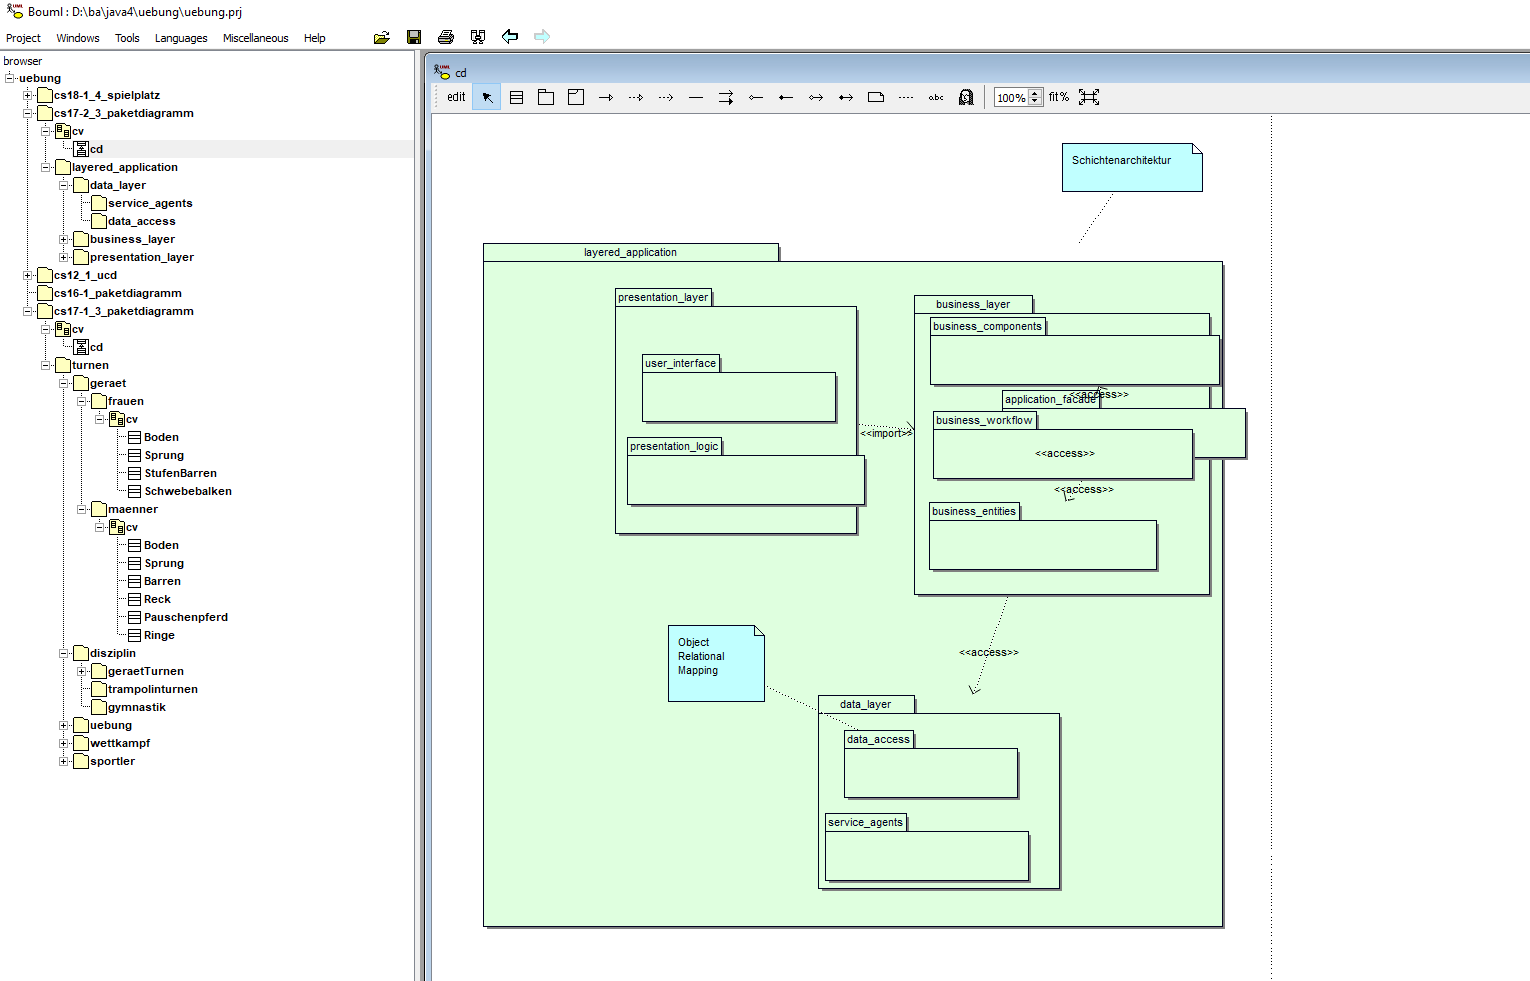 Bouml : D:\ba\java4\uebung\uebung.prj
Project Windows Tools Languages Miscellaneous Help
browser
uebung
cs18-1_4_spielplatz
cs17-2_3_paketdiagramm
cv
cd
layered_application
data_layer
service_agents
data_access
business_layer
presentation_layer
cs12_1_ucd
cs16-1_paketdiagramm
cs17-1_3_paketdiagramm
cv
cd
turnen
geraet
frauen
cv
Boden
Sprung
StufenBarren
Schwebebalken
maenner
cv
Boden
Sprung
Barren
Reck
Pauschenpferd
Ringe
disziplin
geraetTurnen
trampolinturnen
gymnastik
uebung
wettkampf
sportler
cd
edit abc 100% fit%
Schichtenarchitektur
layered_application
presentation_layer
user_interface
presentation_logic
<<import>>
business_layer
business_components
<<access>>
application_facade
business_workflow
<<access>>
<<access>>
business_entities
<<access>>
Object
Relational
Mapping
data_layer
data_access
service_agents